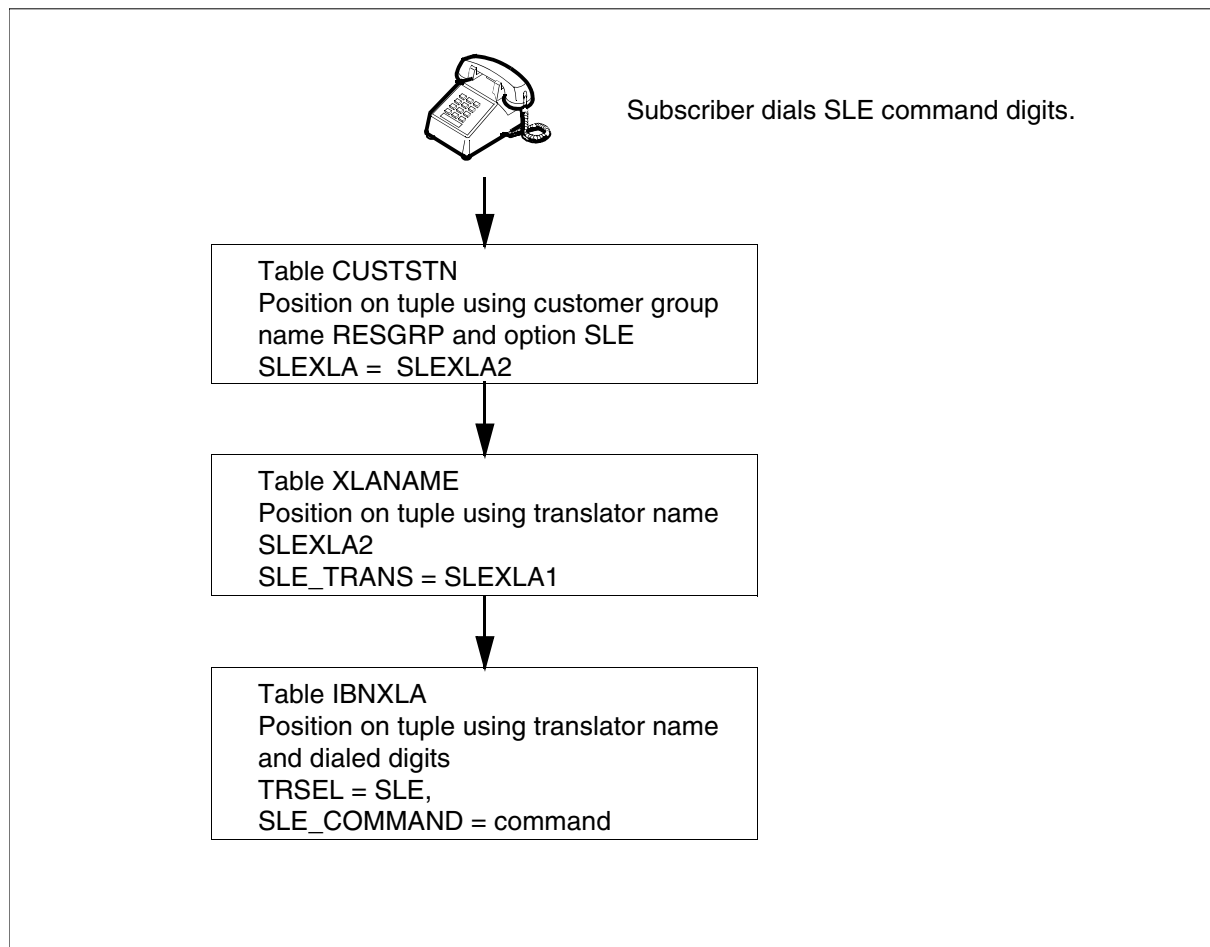 Subscriber dials SLE command digits.
Table CUSTSTN
Position on tuple using customer group
name RESGRP and option SLE
SLEXLA = SLEXLA2
Table XLANAME
Position on tuple using translator name
SLEXLA2
SLE_TRANS = SLEXLA1
Table IBNXLA
Position on tuple using translator name
and dialed digits
TRSEL = SLE,
SLE_COMMAND = command